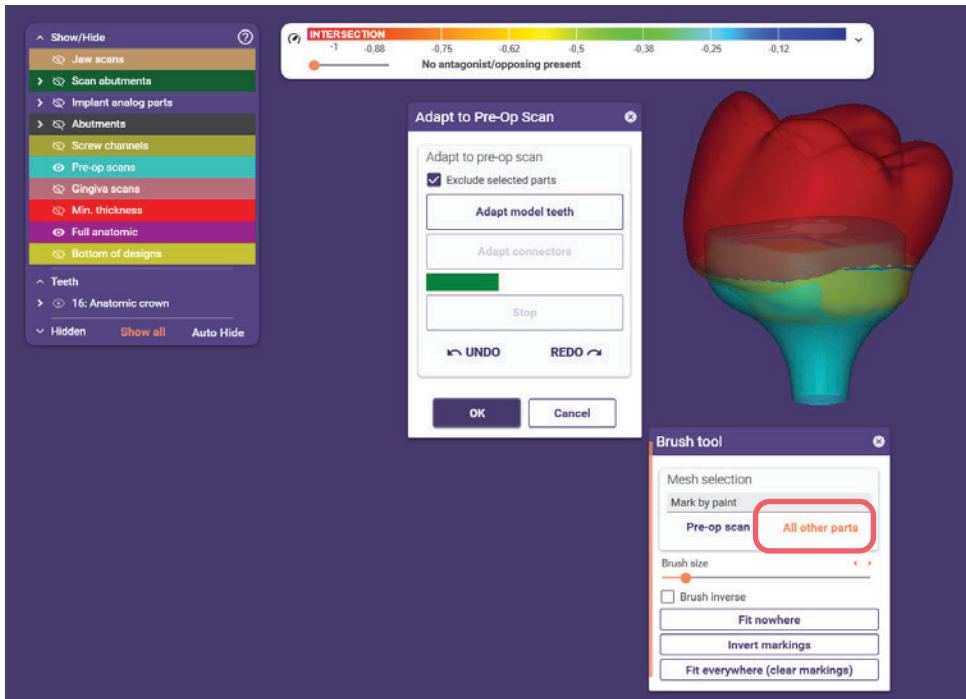 Show/Hide
Jaw scans
Scan abutments
Implant analog parts
Abutments
Screw channels
Pre-op scans
Gingiva scans
Min. thickness
Full anatomic
Bottom of designs
Teeth
16: Anatomic crown
Hidden Show all Auto Hide
INTERSECTION
-1 -0,88 -0,75 -0,62 -0,5 -0,38 -0,25 -0,12
No antagonist/opposing present
Adapt to Pre-Op Scan
Adapt to pre-op scan
Exclude selected parts
Adapt model teeth
Adapt connectors
Stop
UNDO REDO
OK Cancel
Brush tool
Mesh selection
Mark by paint
Pre-op scan All other parts
Brush size
Brush inverse
Fit nowhere
Invert markings
Fit everywhere (clear markings)